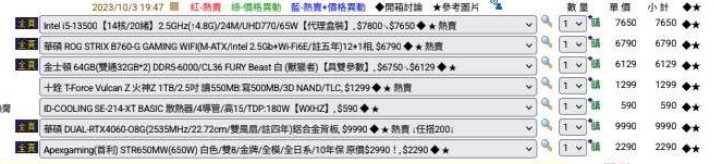 2023/10/3 19:47 紅-熱賣 綠-價格異動 藍-熱賣+價格異動 ◆開箱討論 ★參考圖片 數量 單價 小計 ◆★
全頁 Intel i5-13500【14核/20緒】2.5GHz(↑4.8G)/24M/UHD770/65W【代理盒裝】, $7800↘$7650 ◆ ★ 熱賣 1 7650 7650 ◆★
全頁 華碩 ROG STRIX B760-G GAMING WIFI(M-ATX/Intel 2.5Gb+Wi-Fi6E/註五年)12+1相, $6790 ◆ ★ 熱賣 1 6790 6790 ◆★
全頁 金士頓 64GB(雙通32GB*2) DDR5-6000/CL36 FURY Beast 白 (獸獵者)【具雙參數】, $6750↘$6129 ◆ ★ 1 6129 6129 ◆★
十銓 T-Force Vulcan Z 火神Z 1TB/2.5吋 讀550MB 寫500MB/3D NAND/TLC, $1299 ◆ ★ 熱賣 1 1299 1299 ◆★
ID-COOLING SE-214-XT BASIC 散熱器/4導管/高15/TDP:180W【WXHZ】, $590 ◆ ★ 1 590 590 ◆★
全頁 華碩 DUAL-RTX4060-O8G(2535MHz/22.72cm/雙風扇/註四年)鋁合金背板, $9990 ◆ ★ 熱賣 ↓任搭200↓ 1 9990 9990 ◆★
全頁 Apexgaming(首利) STR650MW(650W) 白色/雙8/金牌/全模/全日系/10年保 原價$2990！, $2290 ◆ ★ 1 2290 2290 ◆★